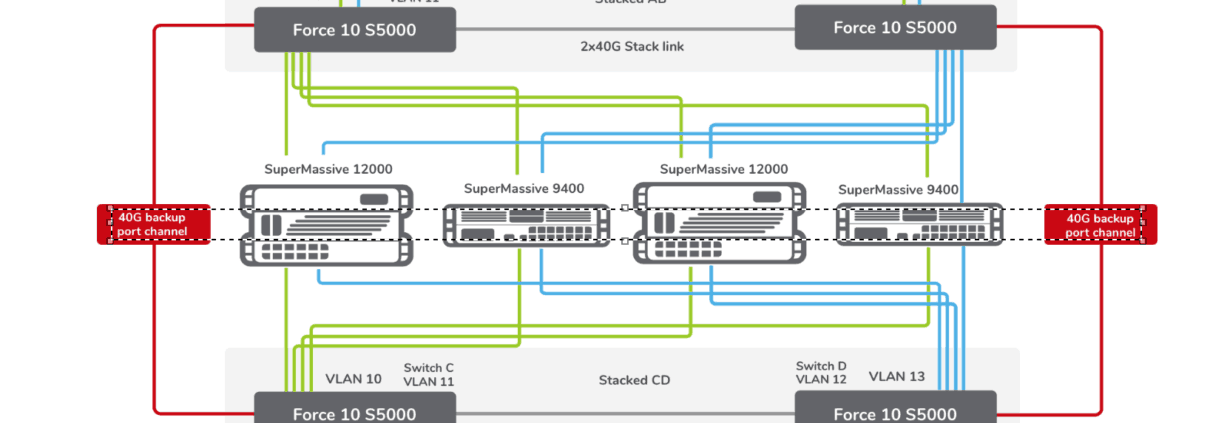 VLAN 11
Stacked AB
Force 10 S5000
Force 10 S5000
2x40G Stack link
SuperMassive 12000
SuperMassive 9400
SuperMassive 12000
SuperMassive 9400
40G backup
port channel
40G backup
port channel
VLAN 10
Switch C
VLAN 11
Stacked CD
Switch D
VLAN 12
VLAN 13
Force 10 S5000
Force 10 S5000